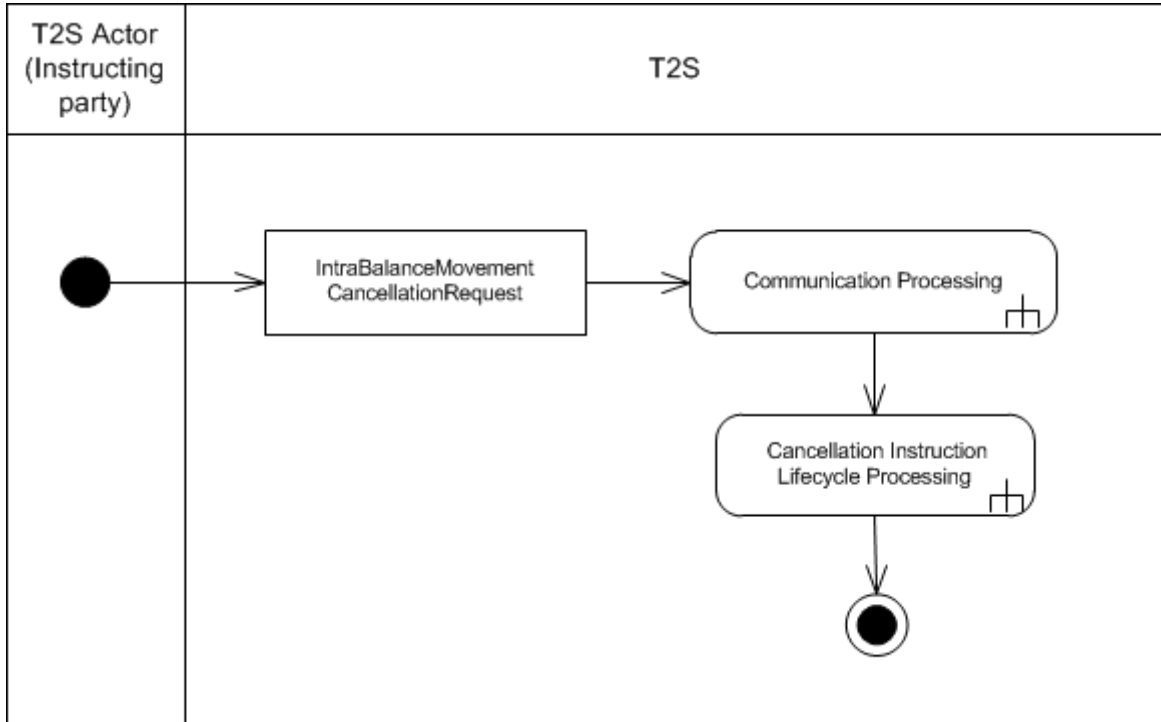 T2S Actor
(Instructing
party)
T2S
IntraBalanceMovement
CancellationRequest
Communication Processing
Cancellation Instruction
Lifecycle Processing